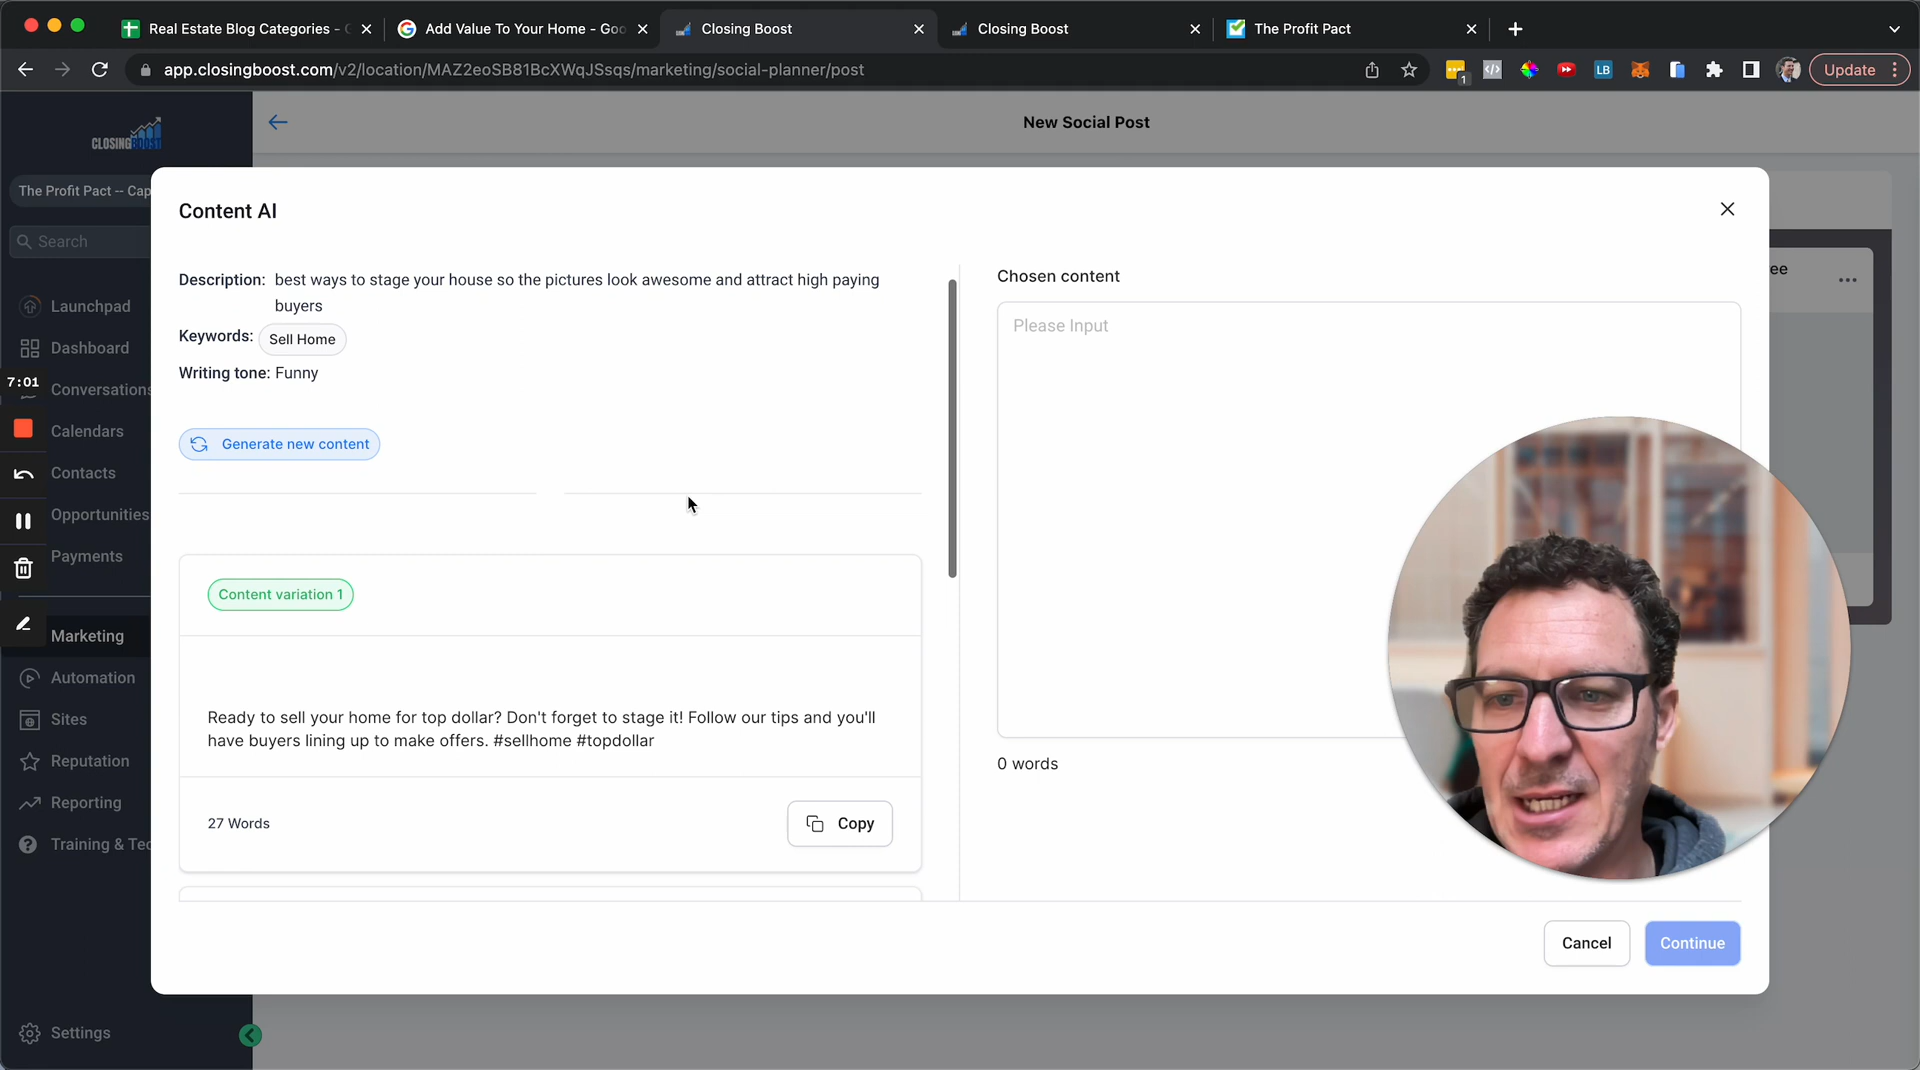 Real Estate Blog Categories - G
Add Value To Your Home - Goo
Closing Boost
Closing Boost
The Profit Pact
app.closingboost.com/v2/location/MAZ2eoSB81BcXWqJSsqs/marketing/social-planner/post
1
LB
Update
CLOSINGBOOST
New Social Post
The Profit Pact -- Cap
Search
Launchpad
Dashboard
7:01
Conversations
Calendars
Contacts
Opportunities
Payments
Marketing
Automation
Sites
Reputation
Reporting
Training & Tec
Settings
Content AI
Description: best ways to stage your house so the pictures look awesome and attract high paying
buyers
Keywords: Sell Home
Writing tone: Funny
Generate new content
Content variation 1
Ready to sell your home for top dollar? Don't forget to stage it! Follow our tips and you'll
have buyers lining up to make offers. #sellhome #topdollar
27 Words
Copy
Chosen content
Please Input
0 words
ee
Cancel
Continue